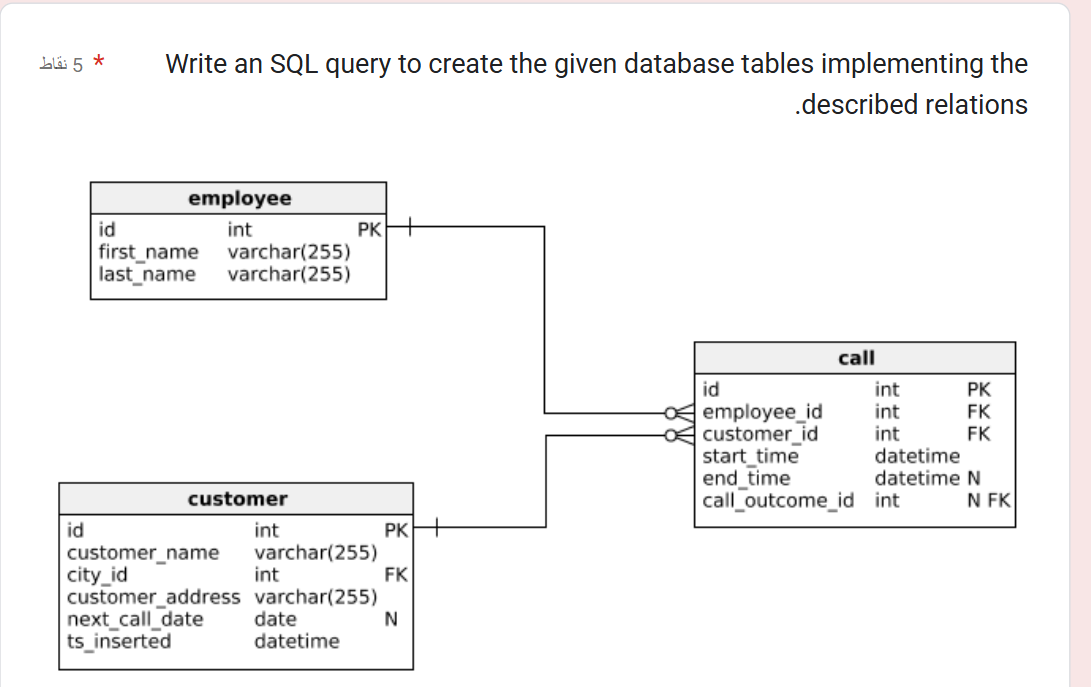 Write an SQL query to create the given database tables implementing the
.described relations
* 5 نقاط
employee
id int PK
first_name varchar(255)
last_name varchar(255)
call
id int PK
employee_id int FK
customer_id int FK
start_time datetime
end_time datetime N
call_outcome_id int N FK
customer
id int PK
customer_name varchar(255)
city_id int FK
customer_address varchar(255)
next_call_date date N
ts_inserted datetime